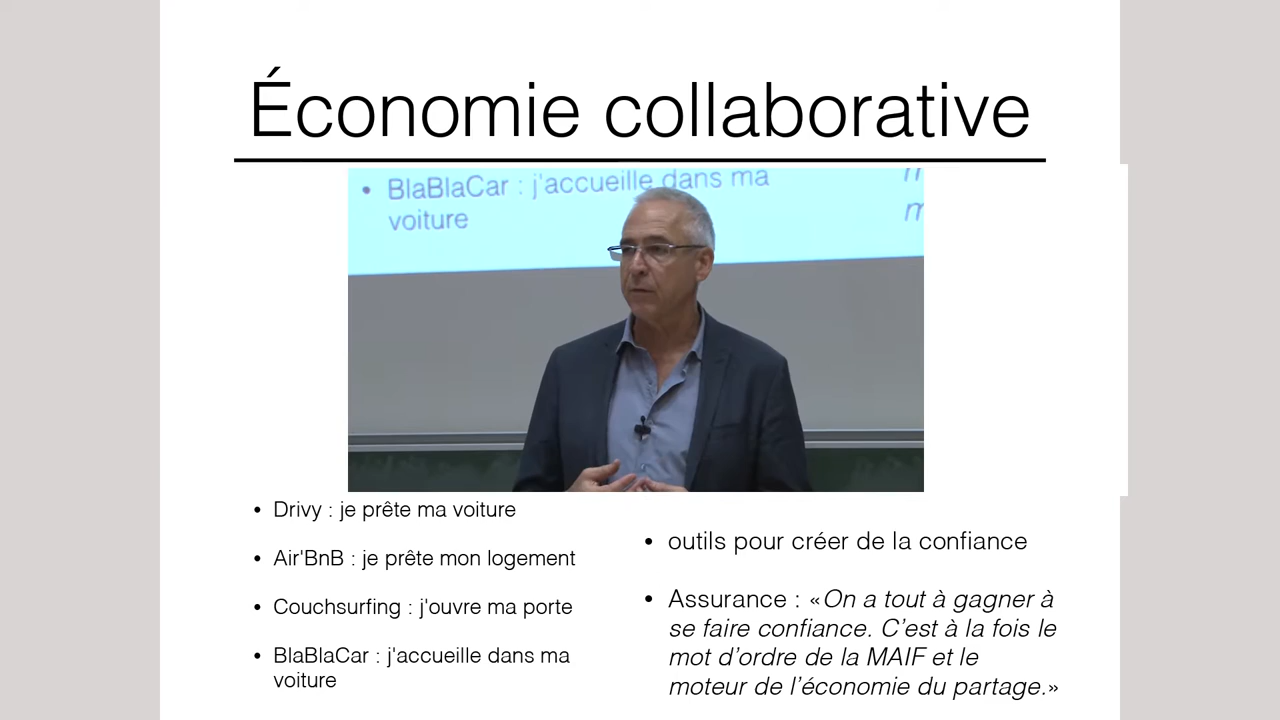 Économie collaborative
• BlaBlaCar : j'accueille dans ma
voiture
• Drivy : je prête ma voiture
• Air'BnB : je prête mon logement
• Couchsurfing : j'ouvre ma porte
• BlaBlaCar : j'accueille dans ma
voiture
• outils pour créer de la confiance
• Assurance : «On a tout à gagner à
se faire confiance. C’est à la fois le
mot d’ordre de la MAIF et le
moteur de l’économie du partage.»